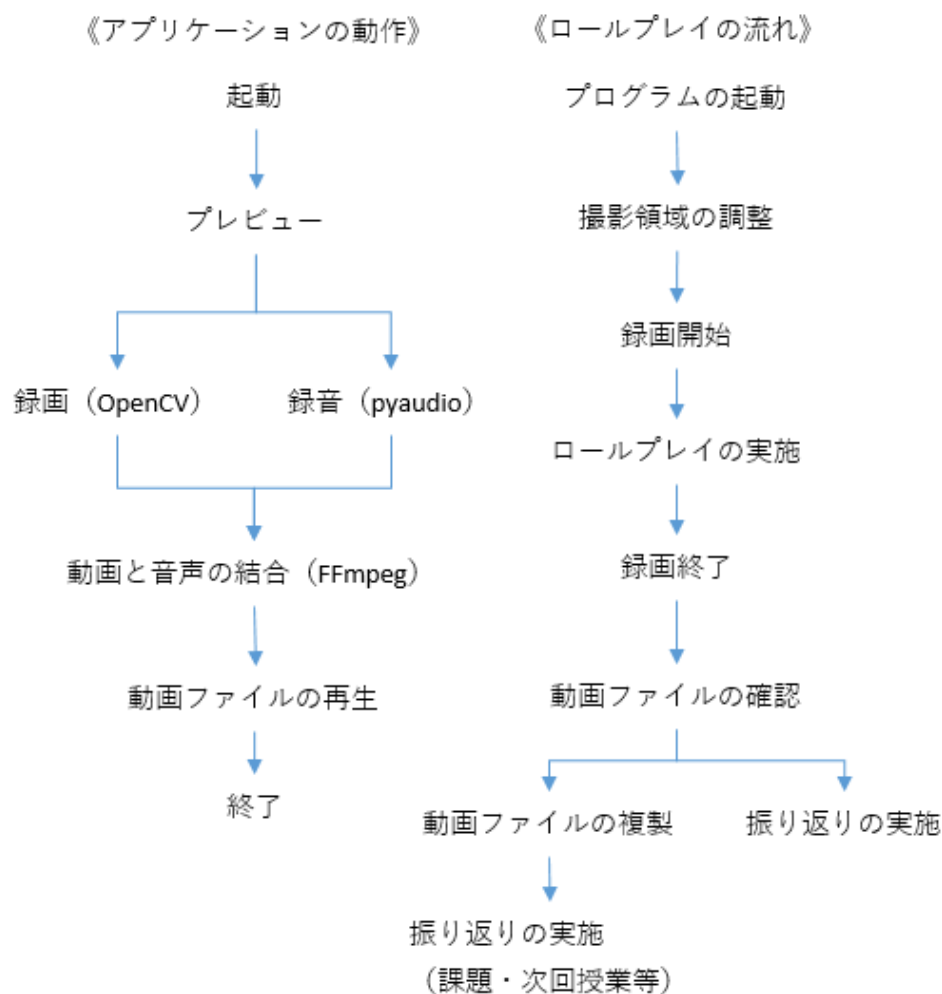 《アプリケーションの動作》
起動
プレビュー
録画（OpenCV）
録音（pyaudio）
動画と音声の結合（FFmpeg）
動画ファイルの再生
終了
《ロールプレイの流れ》
プログラムの起動
撮影領域の調整
録画開始
ロールプレイの実施
録画終了
動画ファイルの確認
動画ファイルの複製
振り返りの実施
振り返りの実施
（課題・次回授業等）